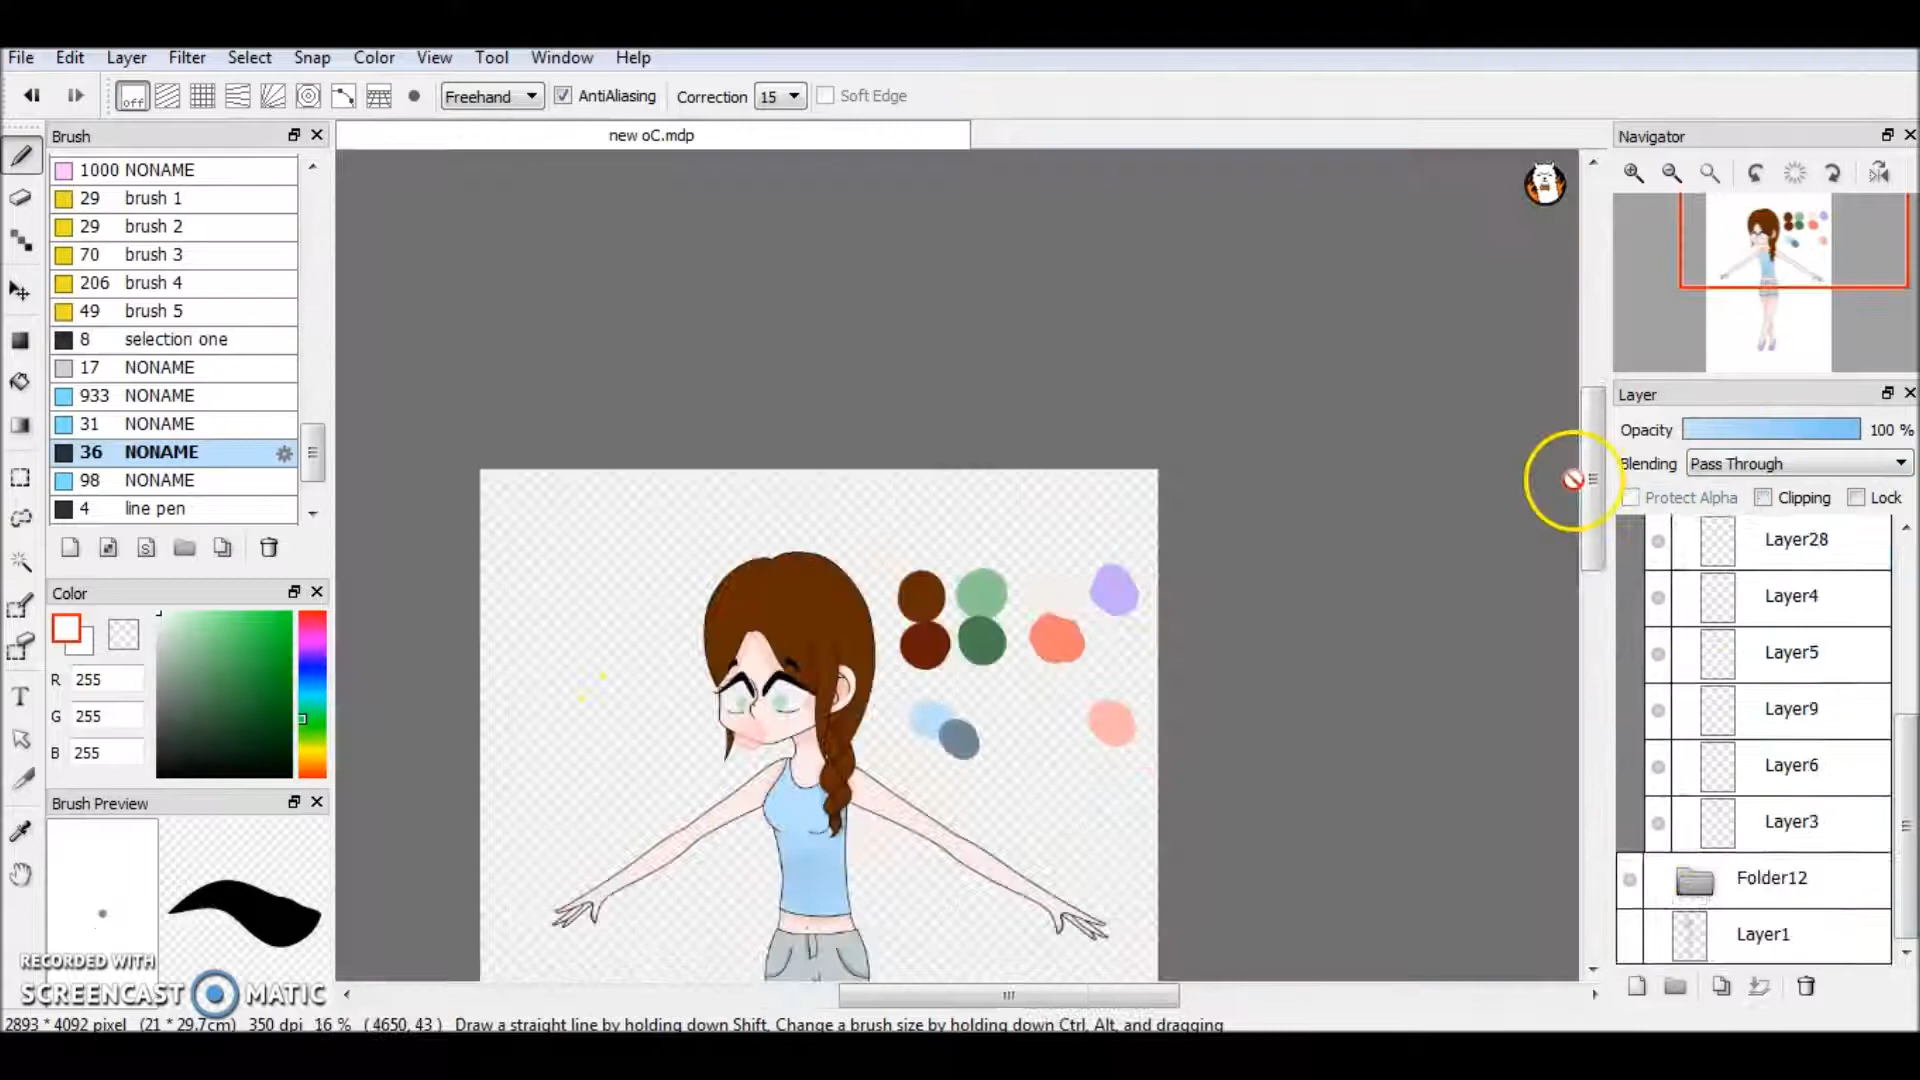 File Edit Layer Filter Select Snap Color View Tool Window Help
off Freehand AntiAliasing Correction 15 Soft Edge
Brush
new oC.mdp
Navigator
1000 NONAME
29 brush 1
29 brush 2
70 brush 3
206 brush 4
49 brush 5
8 selection one
17 NONAME
933 NONAME
31 NONAME
36 NONAME
98 NONAME
4 line pen
Layer
Opacity 100 %
Blending Pass Through
Protect Alpha Clipping Lock
Layer28
Layer4
Layer5
Layer9
Layer6
Layer3
Folder12
Layer1
Color
R 255
G 255
B 255
Brush Preview
RECORDED WITH
SCREENCAST MATIC
2893 * 4092 pixel (21 * 29.7cm) 350 dpi 16 % ( 4650, 43 ) Draw a straight line by holding down Shift, Change a brush size by holding down Ctrl, Alt, and dragging